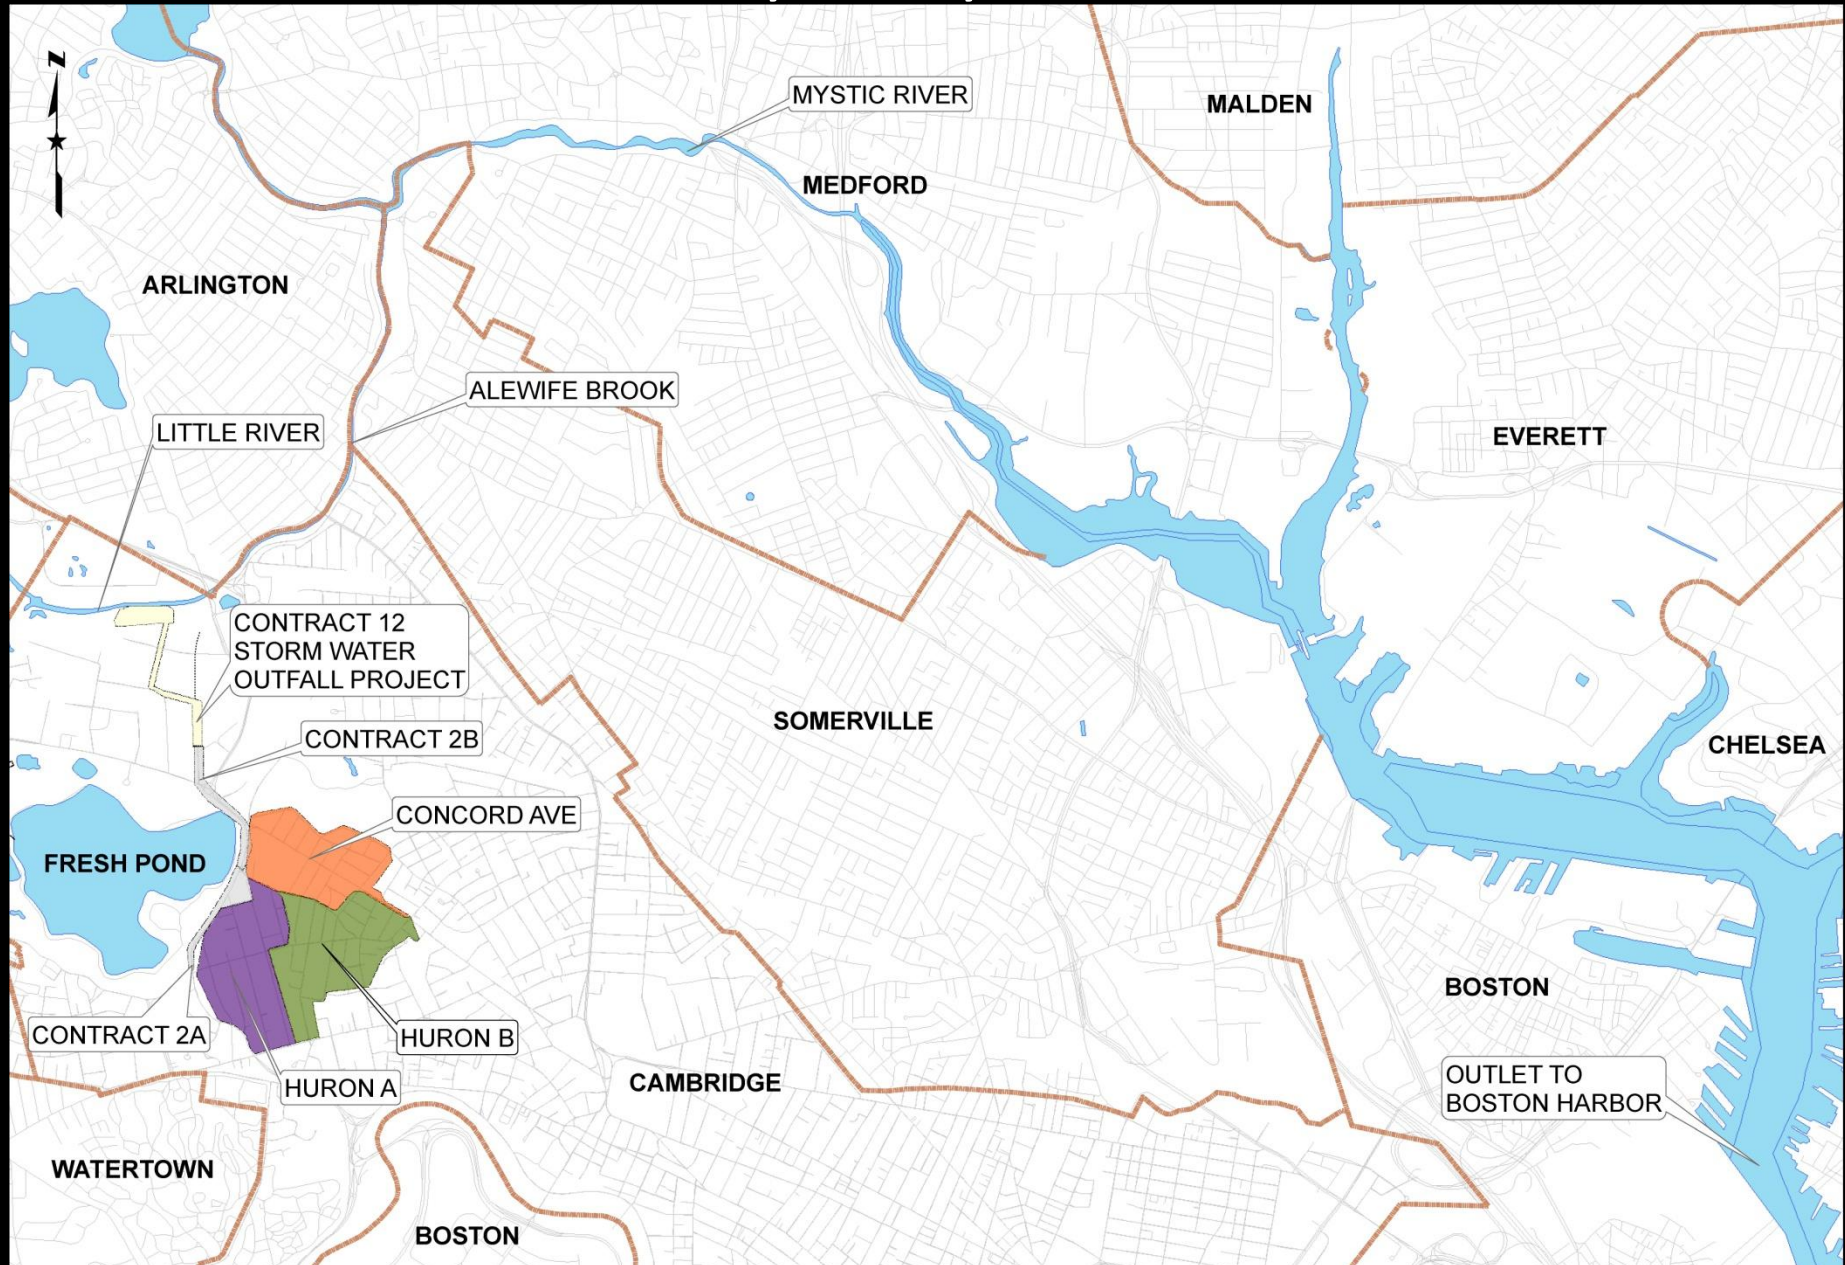 N
MYSTIC RIVER
MALDEN
MEDFORD
ARLINGTON
ALEWIFE BROOK
LITTLE RIVER
EVERETT
CONTRACT 12
STORM WATER
OUTFALL PROJECT
SOMERVILLE
CONTRACT 2B
CHELSEA
CONCORD AVE
FRESH POND
BOSTON
CONTRACT 2A
HURON B
HURON A
CAMBRIDGE
OUTLET TO
BOSTON HARBOR
WATERTOWN
BOSTON